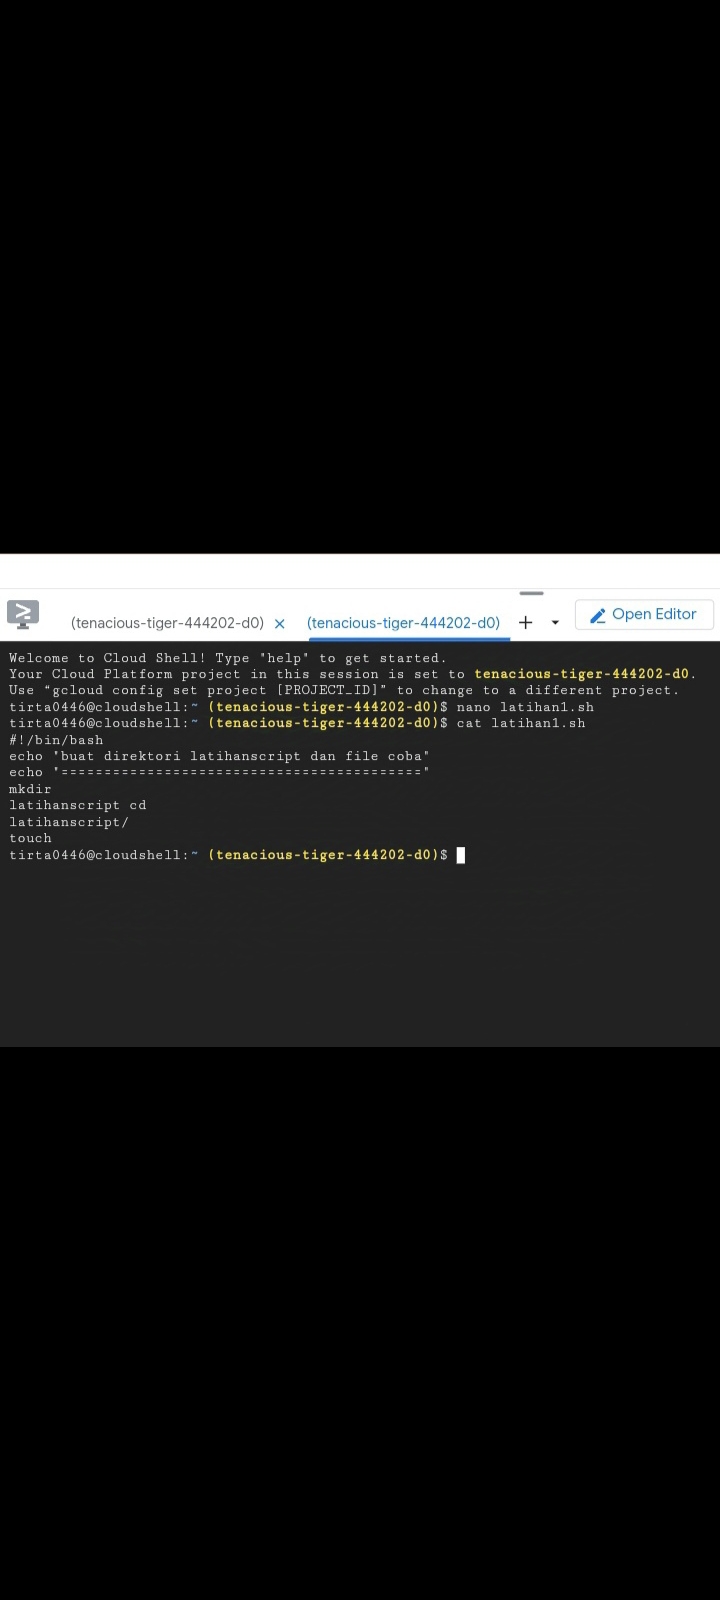 (tenacious-tiger-444202-d0) × (tenacious-tiger-444202-d0) + Open Editor
Welcome to Cloud Shell! Type "help" to get started.
Your Cloud Platform project in this session is set to tenacious-tiger-444202-d0.
Use “gcloud config set project [PROJECT_ID]” to change to a different project.
tirta0446@cloudshell:~ (tenacious-tiger-444202-d0)$ nano latihan1.sh
tirta0446@cloudshell:~ (tenacious-tiger-444202-d0)$ cat latihan1.sh
#!/bin/bash
echo "buat direktori latihanscript dan file coba"
echo "=========================================="
mkdir
latihanscript cd
latihanscript/
touch
tirta0446@cloudshell:~ (tenacious-tiger-444202-d0)$